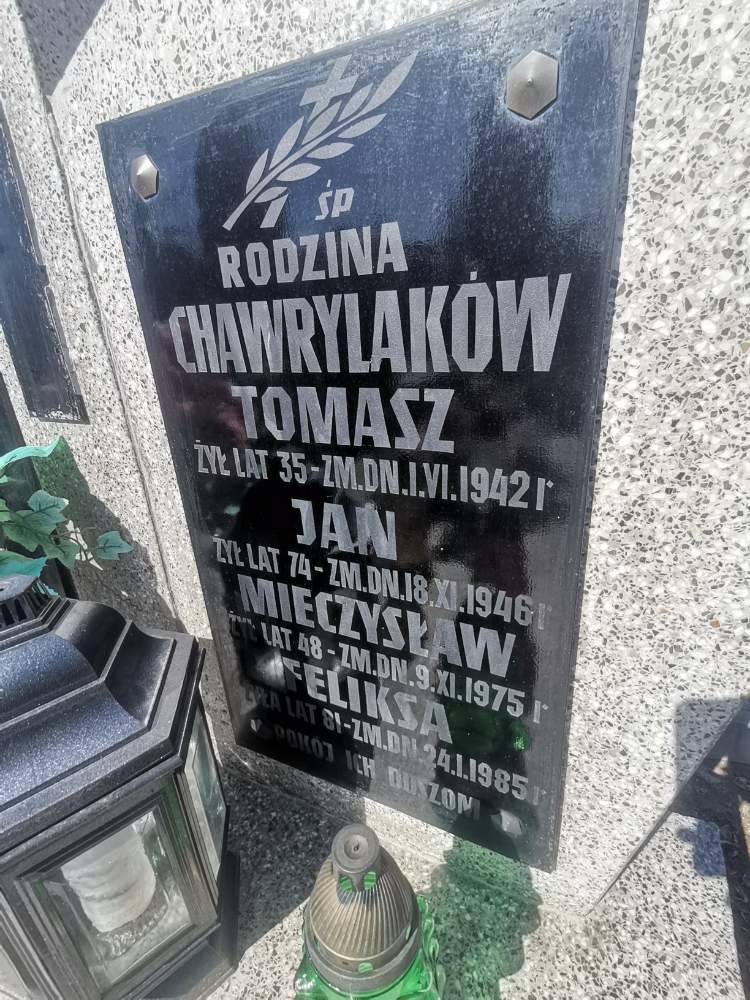 ŚP
RODZINA
CHAWRYLAKÓW
TOMASZ
ŻYŁ LAT 35-ZM.DN.1.VI.1942 r.
JAN
ŻYŁ LAT 74-ZM.DN.18.XI.1946 r.
MIECZYSŁAW
ŻYŁ LAT 48-ZM.DN.9.XI.1975 r.
FELIKSA
ŻYŁA LAT 81-ZM.DN.24.I.1985 r.
POKÓJ ICH DUSZOM